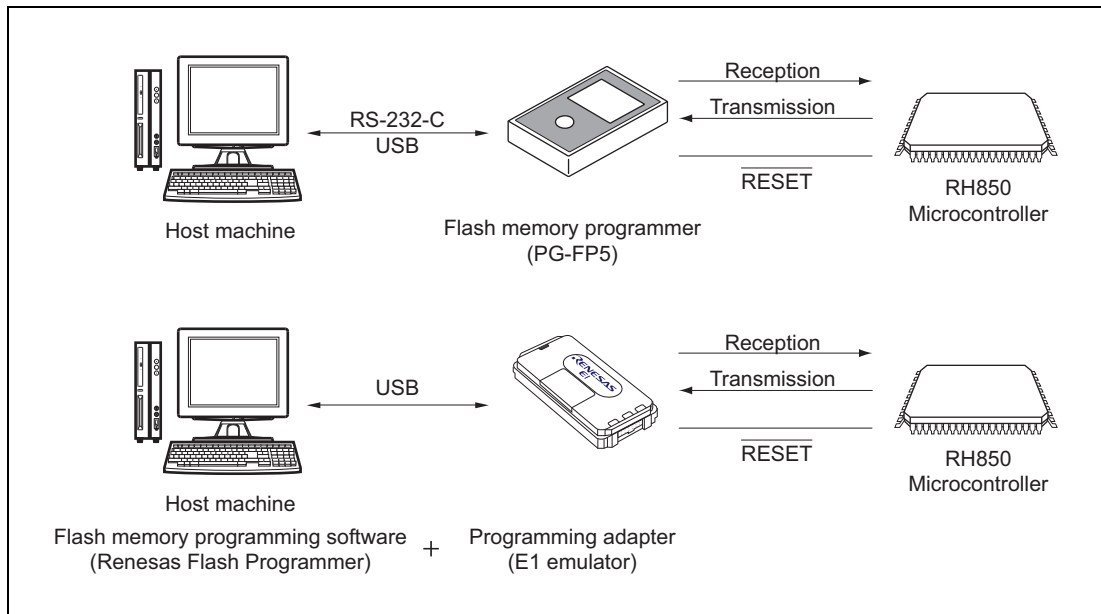 Reception
RS-232-C
Transmission
USB
RESET
Host machine
Flash memory programmer
(PG-FP5)
RH850
Microcontroller
Reception
USB
Transmission
RENESAS
E1
RESET
Host machine
RH850
Microcontroller
Flash memory programming software
(Renesas Flash Programmer)
+
Programming adapter
(E1 emulator)